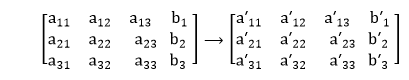 a₁₁ a₁₂ a₁₃ b₁ a′₁₁ a′₁₂ a′₁₃ b′₁
a₂₁ a₂₂ a₂₃ b₂ ⟶ a′₂₁ a′₂₂ a′₂₃ b′₂
a₃₁ a₃₂ a₃₃ b₃ a′₃₁ a′₃₂ a′₃₃ b′₃